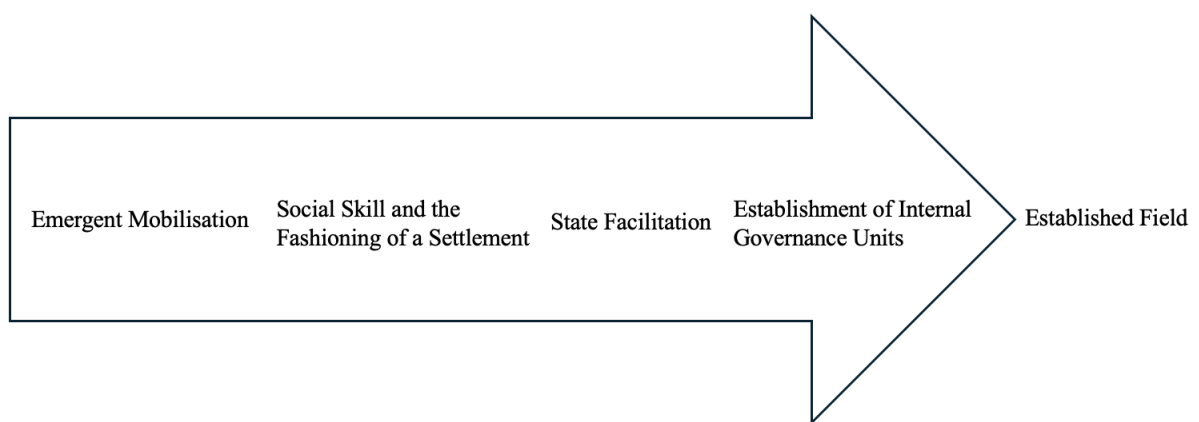 Emergent Mobilisation
Social Skill and the
Fashioning of a Settlement
State Facilitation
Establishment of Internal
Governance Units
Established Field